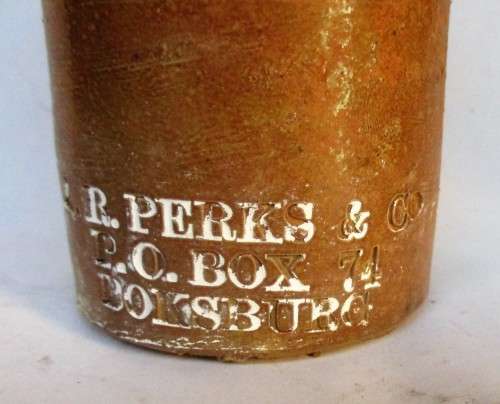 R. PERKS & CO
P.O. BOX 74
BOKSBURG